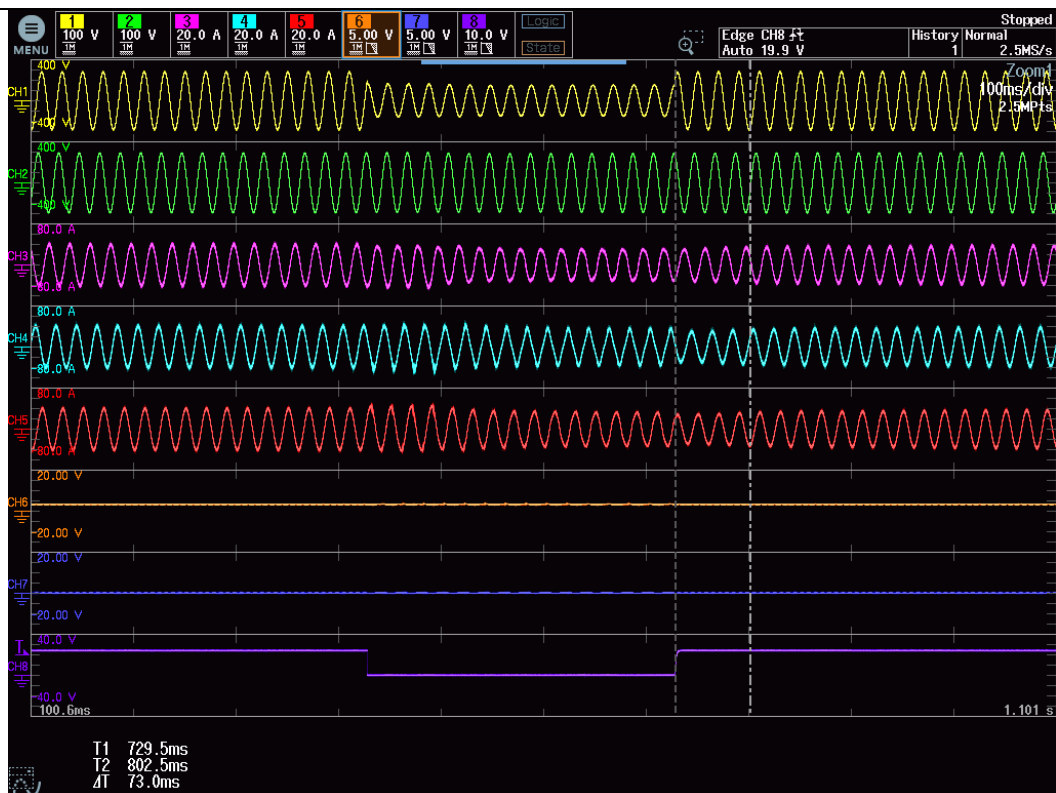 1 2 3 4 5 6 7 8 Logic Stopped
100 V 100 V 20.0 A 20.0 A 20.0 A 5.00 V 5.00 V 10.0 V Edge CH8 History Normal
MENU 1M 1M 1M 1M 1M 1M 1M 1M State Auto 19.9 V 1 2.5MS/s
400 V Zoom1
CH1 100ms/div
-400 V 2.5MPts
400 V
CH2
-400 V
80.0 A
CH3
-80.0 A
80.0 A
CH4
-80.0 A
80.0 A
CH5
-80.0 A
20.00 V
CH6
-20.00 V
20.00 V
CH7
-20.00 V
40.0 V
T
CH8
-40.0 V
100.6ms 1.101 s
T1 729.5ms
T2 802.5ms
ΔT 73.0ms